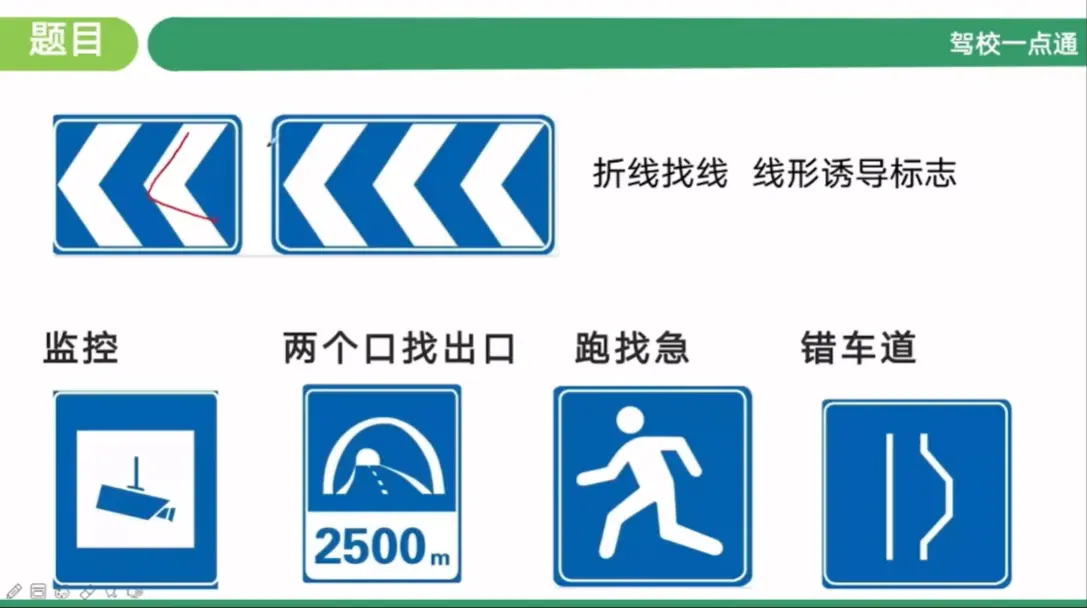 题目
驾校一点通
折线找线 线形诱导标志
监控
两个口找出口
跑找急
错车道
2500m